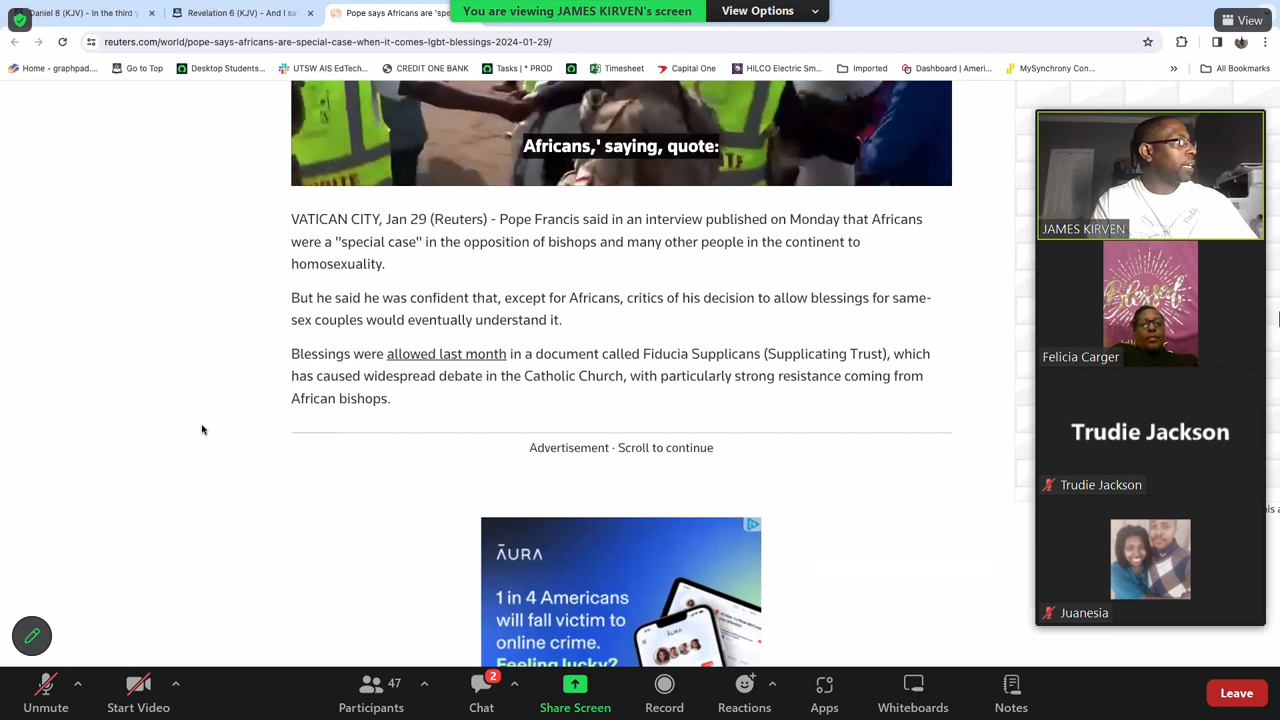 Daniel 8 (KJV) - In the third y
Revelation 6 (KJV) - And I sa
Pope says Africans are 'spe
You are viewing JAMES KIRVEN's screen
View Options
View
reuters.com/world/pope-says-africans-are-special-case-when-it-comes-lgbt-blessings-2024-01-29/
Home - graphpad....
Go to Top
Desktop Students...
UTSW AIS EdTech...
CREDIT ONE BANK
Tasks | * PROD
Timesheet
Capital One
HILCO Electric Sm...
Imported
Dashboard | Ameri...
MySynchrony Con...
»
All Bookmarks
Africans,' saying, quote:
VATICAN CITY, Jan 29 (Reuters) - Pope Francis said in an interview published on Monday that Africans
were a "special case" in the opposition of bishops and many other people in the continent to
homosexuality.
But he said he was confident that, except for Africans, critics of his decision to allow blessings for same-
sex couples would eventually understand it.
Blessings were allowed last month in a document called Fiducia Supplicans (Supplicating Trust), which
has caused widespread debate in the Catholic Church, with particularly strong resistance coming from
African bishops.
Advertisement · Scroll to continue
AURA
1 in 4 Americans
will fall victim to
online crime.
Feeling lucky?
JAMES KIRVEN
Blessed
Felicia Carger
Trudie Jackson
Trudie Jackson
Juanesia
Unmute
Start Video
47
Participants
2
Chat
Share Screen
Record
Reactions
Apps
Whiteboards
Notes
Leave